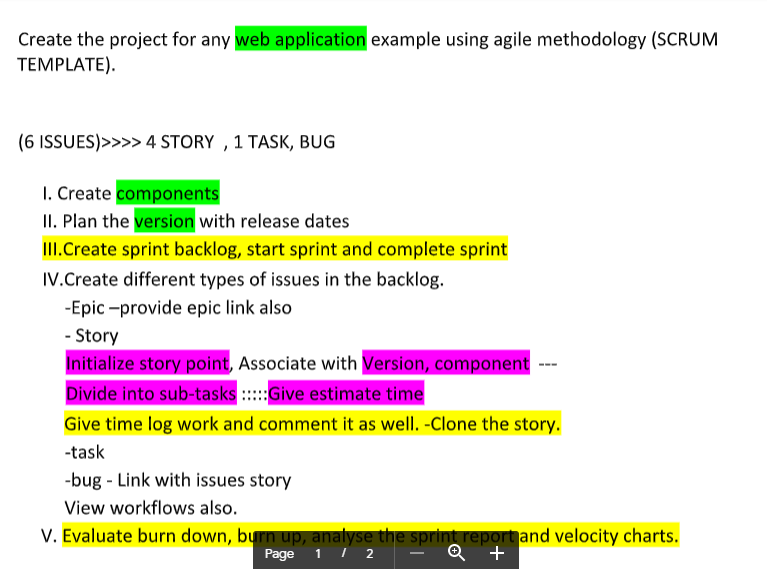 Create the project for any web application example using agile methodology (SCRUM
TEMPLATE).
(6 ISSUES)>>>> 4 STORY , 1 TASK, BUG
I. Create components
II. Plan the version with release dates
III.Create sprint backlog, start sprint and complete sprint
IV.Create different types of issues in the backlog.
-Epic –provide epic link also
- Story
Initialize story point, Associate with Version, component ---
Divide into sub-tasks :::::Give estimate time
Give time log work and comment it as well. -Clone the story.
-task
-bug - Link with issues story
View workflows also.
V. Evaluate burn down, burn up, analyse the sprint report and velocity charts.
Page 1 / 2 — +